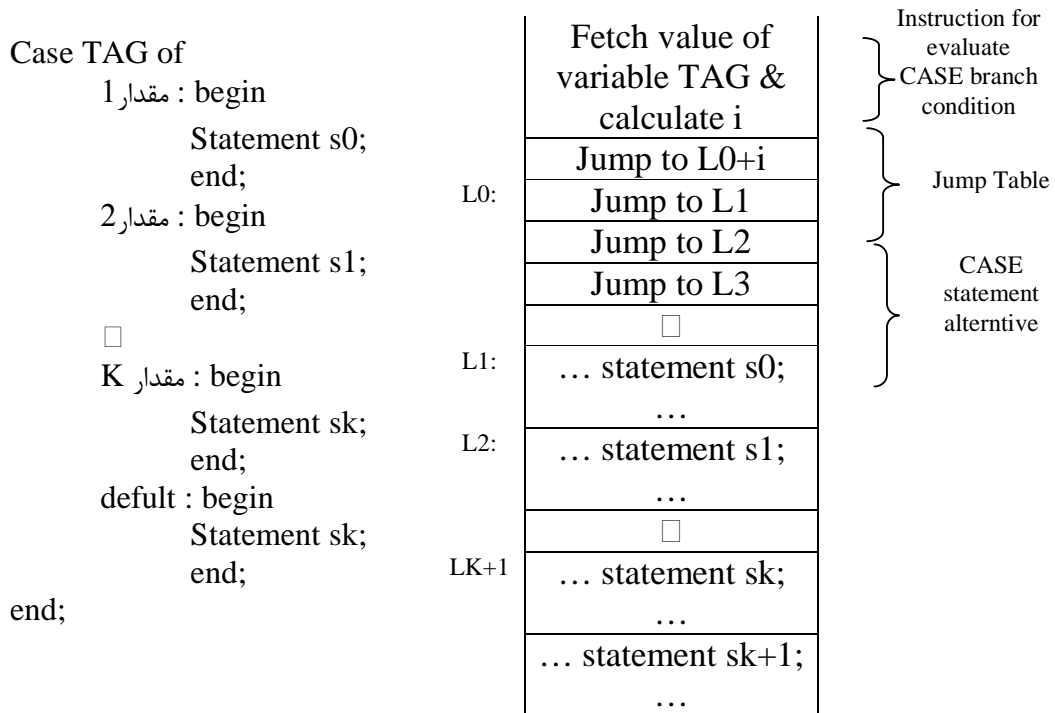 Case TAG of
مقدار1 : begin
Statement s0;
end;
مقدار2 : begin
Statement s1;
end;
□
مقدار K : begin
Statement sk;
end;
defult : begin
Statement sk;
end;
end;
Fetch value of
variable TAG &
calculate i
Jump to L0+i
L0: Jump to L1
Jump to L2
Jump to L3
□
L1: … statement s0;
…
L2: … statement s1;
…
□
LK+1 … statement sk;
…
… statement sk+1;
…
Instruction for
evaluate
CASE branch
condition
Jump Table
CASE
statement
alterntive